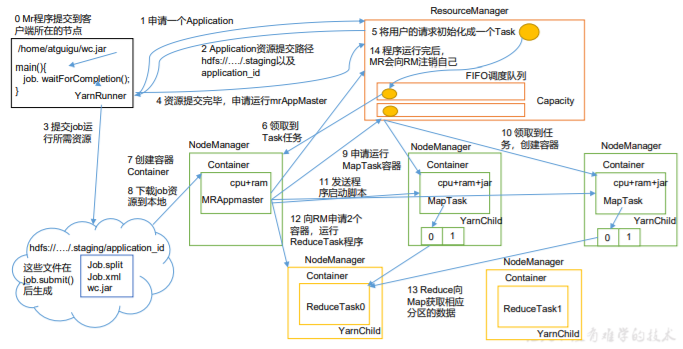 0 Mr程序提交到客
户端所在的节点
/home/atguigu/wc.jar
main(){
job. waitForCompletion();
}
YarnRunner
1 申请一个Application
2 Application资源提交路径
hdfs://…./.staging以及
application_id
4 资源提交完毕，申请运行mrAppMaster
ResourceManager
5 将用户的请求初始化成一个Task
14 程序运行完后，
MR会向RM注销自己
FIFO调度队列
Capacity
3 提交job运
行所需资源
6 领取到
Task任务
7 创建容器
Container
8 下载job资
源到本地
NodeManager
Container
cpu+ram
MRAppmaster
9 申请运行
MapTask容器
10 领取到任
务，创建容器
11 发送程
序启动脚本
NodeManager
Container
cpu+ram+jar
MapTask
YarnChild
0 1
NodeManager
Container
cpu+ram+jar
MapTask
YarnChild
0 1
12 向RM申请2个
容器，运行
ReduceTask程序
hdfs://…./.staging/application_id
这些文件在
job.submit()
后生成
Job.split
Job.xml
wc.jar
NodeManager
Container
ReduceTask0
YarnChild
13 Reduce向
Map获取相应
分区的数据
NodeManager
Container
ReduceTask1
YarnChild